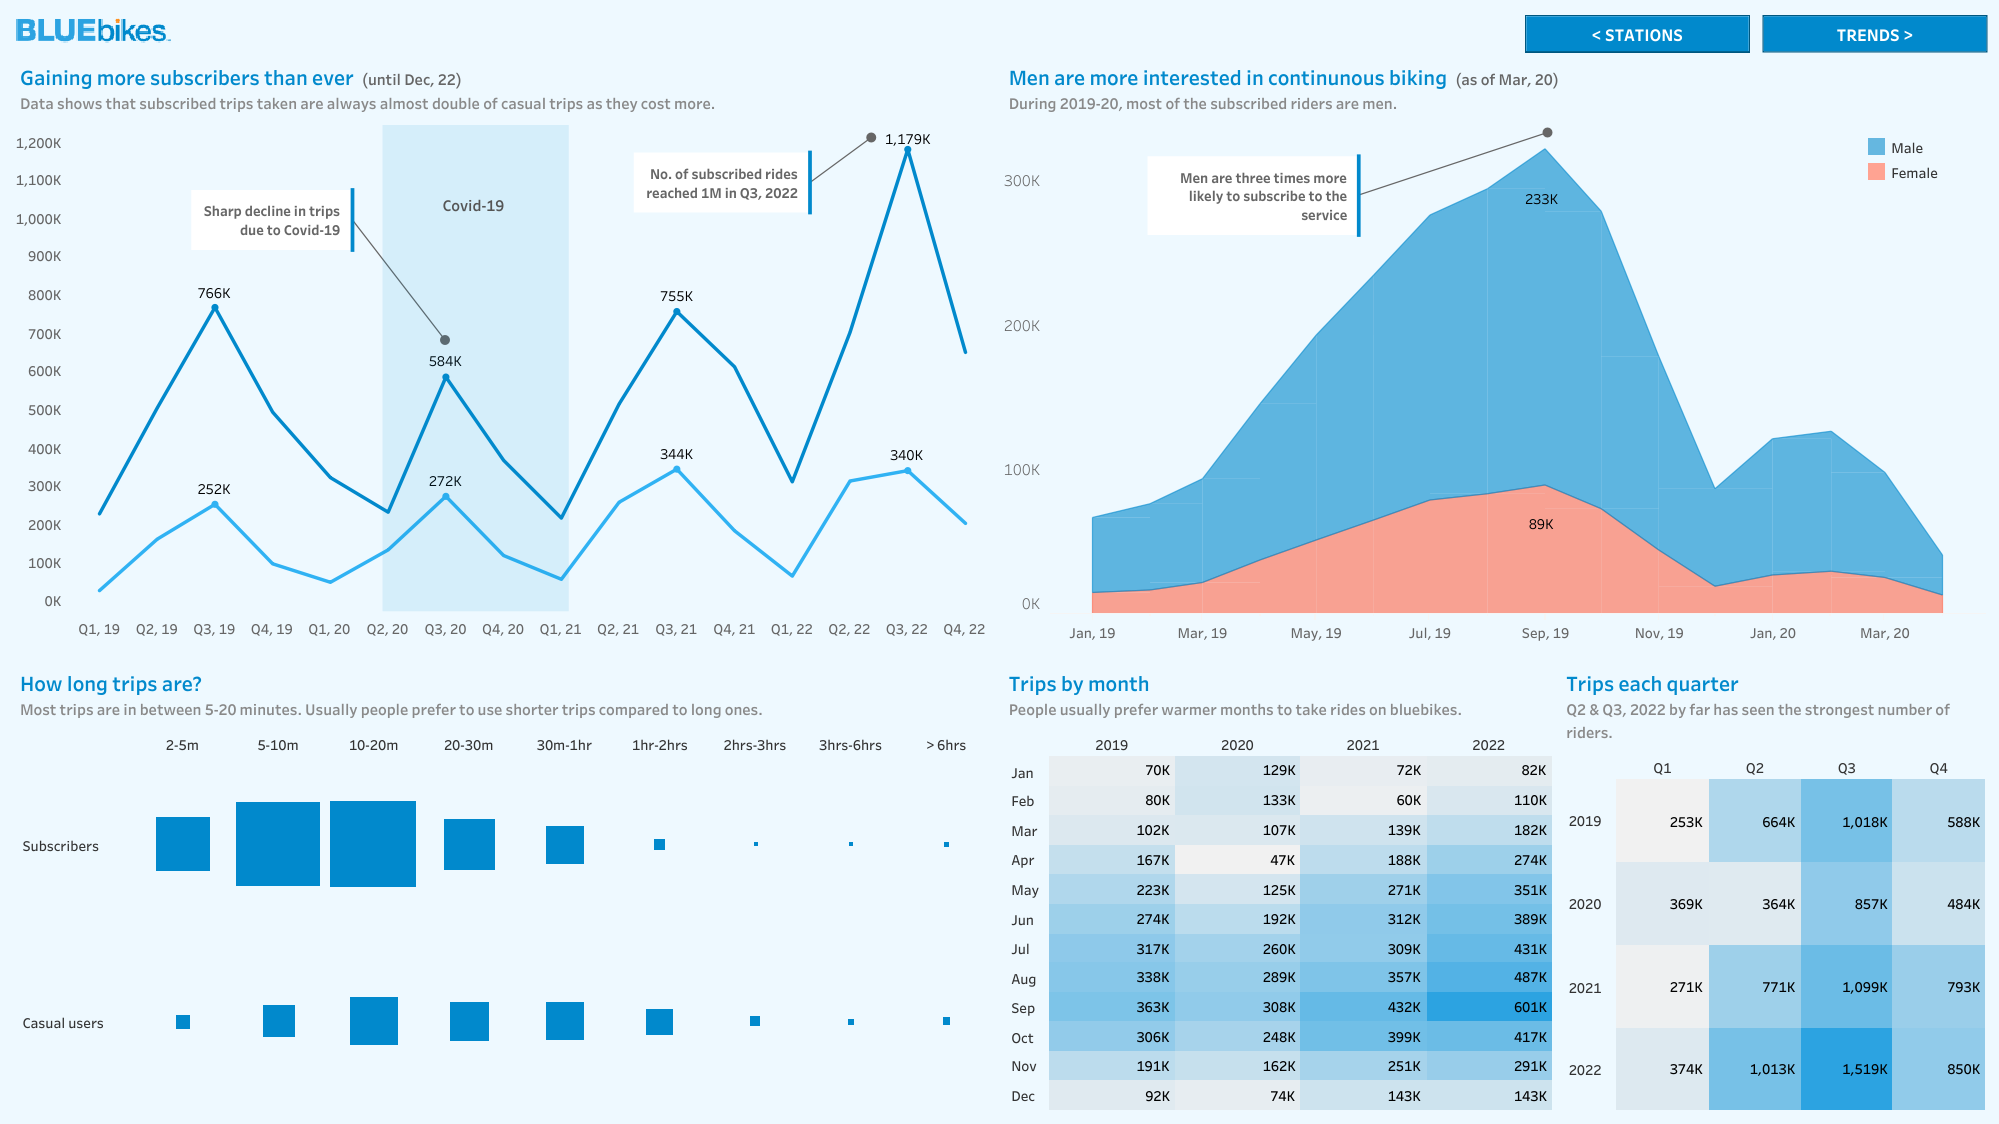 BLUEbikes
< STATIONS
TRENDS >
Gaining more subscribers than ever (until Dec, 22)
Data shows that subscribed trips taken are always almost double of casual trips as they cost more.
1,200K
1,100K
1,000K
900K
800K
700K
600K
500K
400K
300K
200K
100K
0K
Sharp decline in trips
due to Covid-19
Covid-19
No. of subscribed rides
reached 1M in Q3, 2022
766K
584K
755K
1,179K
252K
272K
344K
340K
Q1, 19 Q2, 19 Q3, 19 Q4, 19 Q1, 20 Q2, 20 Q3, 20 Q4, 20 Q1, 21 Q2, 21 Q3, 21 Q4, 21 Q1, 22 Q2, 22 Q3, 22 Q4, 22
Men are more interested in continunous biking (as of Mar, 20)
During 2019-20, most of the subscribed riders are men.
300K
200K
100K
0K
Men are three times more
likely to subscribe to the
service
233K
89K
Male
Female
Jan, 19 Mar, 19 May, 19 Jul, 19 Sep, 19 Nov, 19 Jan, 20 Mar, 20
How long trips are?
Most trips are in between 5-20 minutes. Usually people prefer to use shorter trips compared to long ones.
2-5m 5-10m 10-20m 20-30m 30m-1hr 1hr-2hrs 2hrs-3hrs 3hrs-6hrs > 6hrs
Subscribers
Casual users
Trips by month
People usually prefer warmer months to take rides on bluebikes.
2019 2020 2021 2022
Jan 70K 129K 72K 82K
Feb 80K 133K 60K 110K
Mar 102K 107K 139K 182K
Apr 167K 47K 188K 274K
May 223K 125K 271K 351K
Jun 274K 192K 312K 389K
Jul 317K 260K 309K 431K
Aug 338K 289K 357K 487K
Sep 363K 308K 432K 601K
Oct 306K 248K 399K 417K
Nov 191K 162K 251K 291K
Dec 92K 74K 143K 143K
Trips each quarter
Q2 & Q3, 2022 by far has seen the strongest number of
riders.
Q1 Q2 Q3 Q4
2019 253K 664K 1,018K 588K
2020 369K 364K 857K 484K
2021 271K 771K 1,099K 793K
2022 374K 1,013K 1,519K 850K